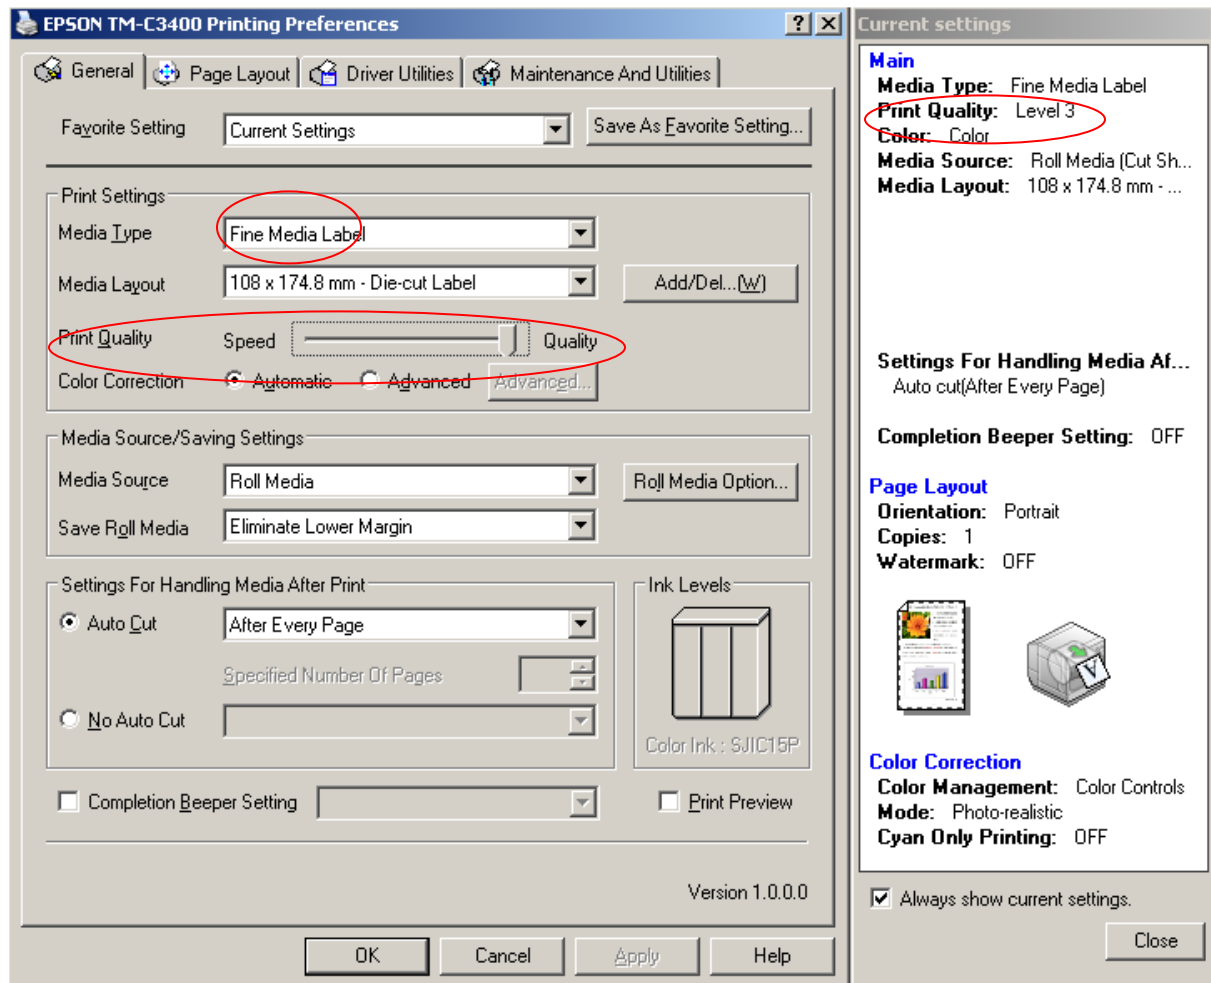 EPSON TM-C3400 Printing Preferences
General Page Layout Driver Utilities Maintenance And Utilities
Favorite Setting Current Settings Save As Favorite Setting...
Print Settings
Media Type Fine Media Label
Media Layout 108 x 174.8 mm - Die-cut Label Add/Del...(W)
Print Quality Speed Quality
Color Correction Automatic Advanced Advanced...
Media Source/Saving Settings
Media Source Roll Media Roll Media Option...
Save Roll Media Eliminate Lower Margin
Settings For Handling Media After Print
Auto Cut After Every Page
Specified Number Of Pages
No Auto Cut
Ink Levels
Color Ink : SJIC15P
Completion Beeper Setting Print Preview
Version 1.0.0.0
OK Cancel Apply Help
Current settings
Main
Media Type: Fine Media Label
Print Quality: Level 3
Color: Color
Media Source: Roll Media (Cut Sh...
Media Layout: 108 x 174.8 mm - ...
Settings For Handling Media Af...
Auto cut(After Every Page)
Completion Beeper Setting: OFF
Page Layout
Orientation: Portrait
Copies: 1
Watermark: OFF
Color Correction
Color Management: Color Controls
Mode: Photo-realistic
Cyan Only Printing: OFF
Always show current settings.
Close